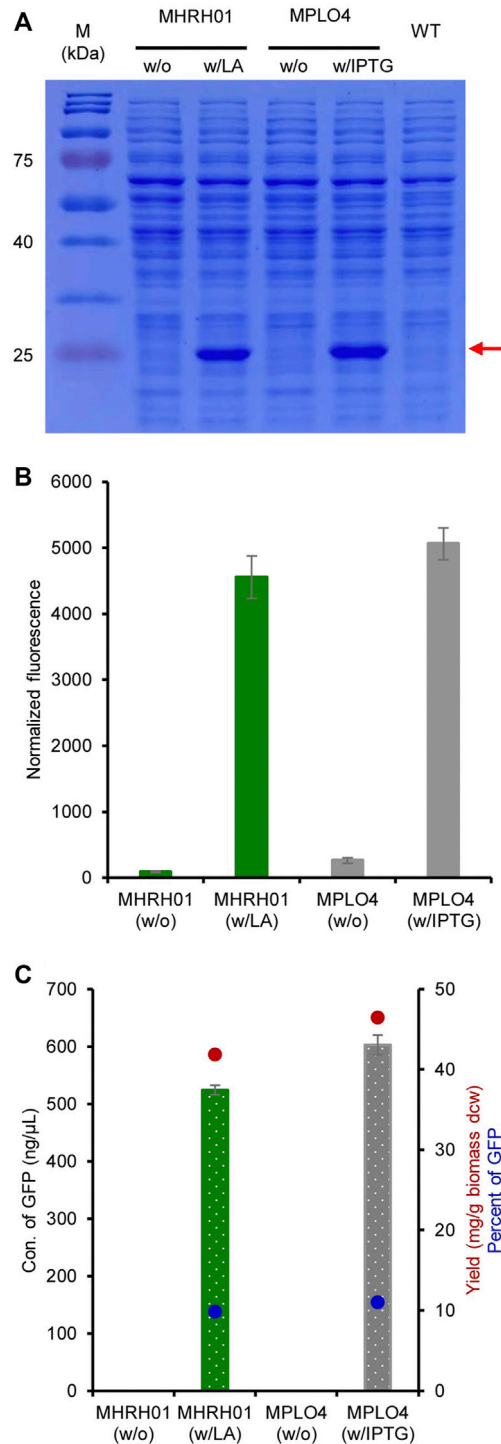 A
M
(kDa)
MHRH01
MPLO4
WT
w/o
w/LA
w/o
w/IPTG
75
40
25
B
6000
5000
4000
3000
2000
1000
0
Normalized fluorescence
MHRH01
(w/o)
MHRH01
(w/LA)
MPLO4
(w/o)
MPLO4
(w/IPTG)
C
700
600
500
400
300
200
100
0
Con. of GFP (ng/µL)
50
40
30
20
10
0
Yield (mg/g biomass dcw)
Percent of GFP
MHRH01
(w/o)
MHRH01
(w/LA)
MPLO4
(w/o)
MPLO4
(w/IPTG)